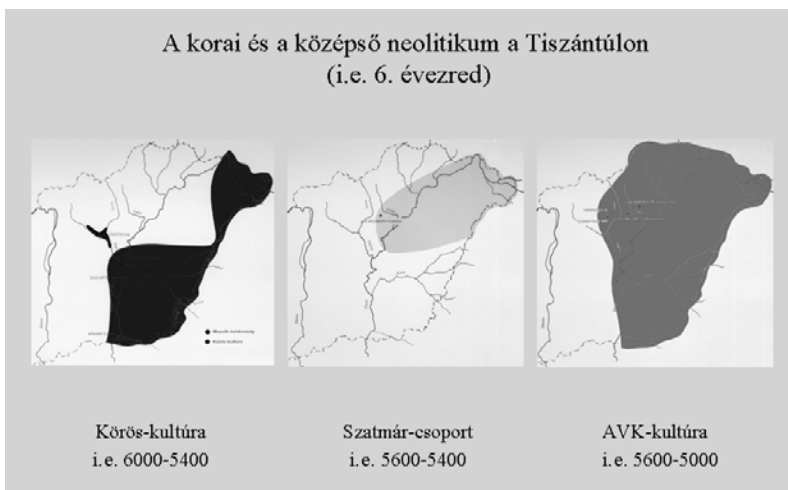 A korai és a középső neolitikum a Tiszántúlon
(i.e. 6. évezred)
Körös-kultúra
i.e. 6000-5400
Szatmár-csoport
i.e. 5600-5400
AVK-kultúra
i.e. 5600-5000